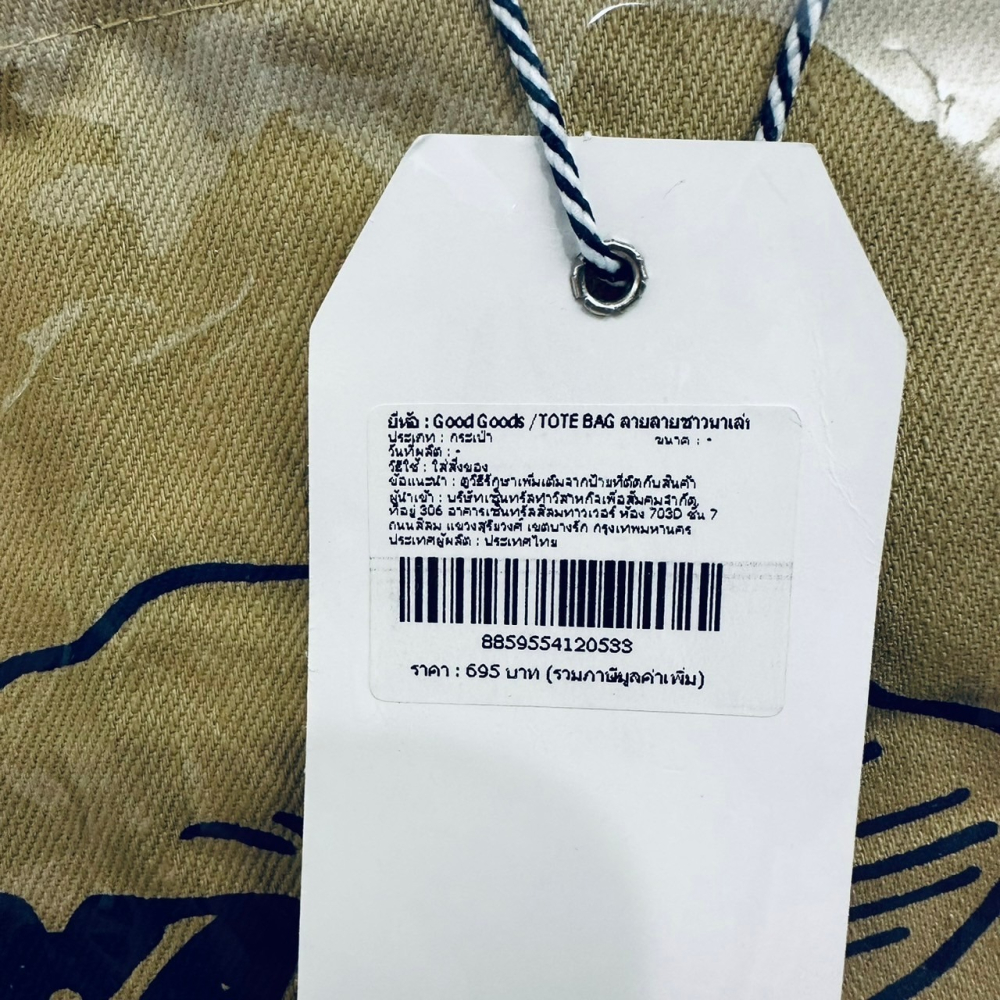 ยี่ห้อ : Good Goods / TOTE BAG ลายลายชาวนาเล่า
ประเภท : กระเป๋า ขนาด : -
วันที่ผลิต : -
วิธีใช้ : ใส่สิ่งของ
ข้อแนะนำ : ดูวิธีรักษาเพิ่มเติมจากป้ายที่ติดกับสินค้า
ผู้นำเข้า : บริษัทเซ็นทรัลทำวิสาหกิจเพื่อสังคมจำกัด
ที่อยู่ 306 อาคารเซ็นทรัลสีลมทาวเวอร์ ห้อง 703D ชั้น 7
ถนนสีลม แขวงสุริยวงศ์ เขตบางรัก กรุงเทพมหานคร
ประเทศผู้ผลิต : ประเทศไทย
8859554120533
ราคา : 695 บาท (รวมภาษีมูลค่าเพิ่ม)